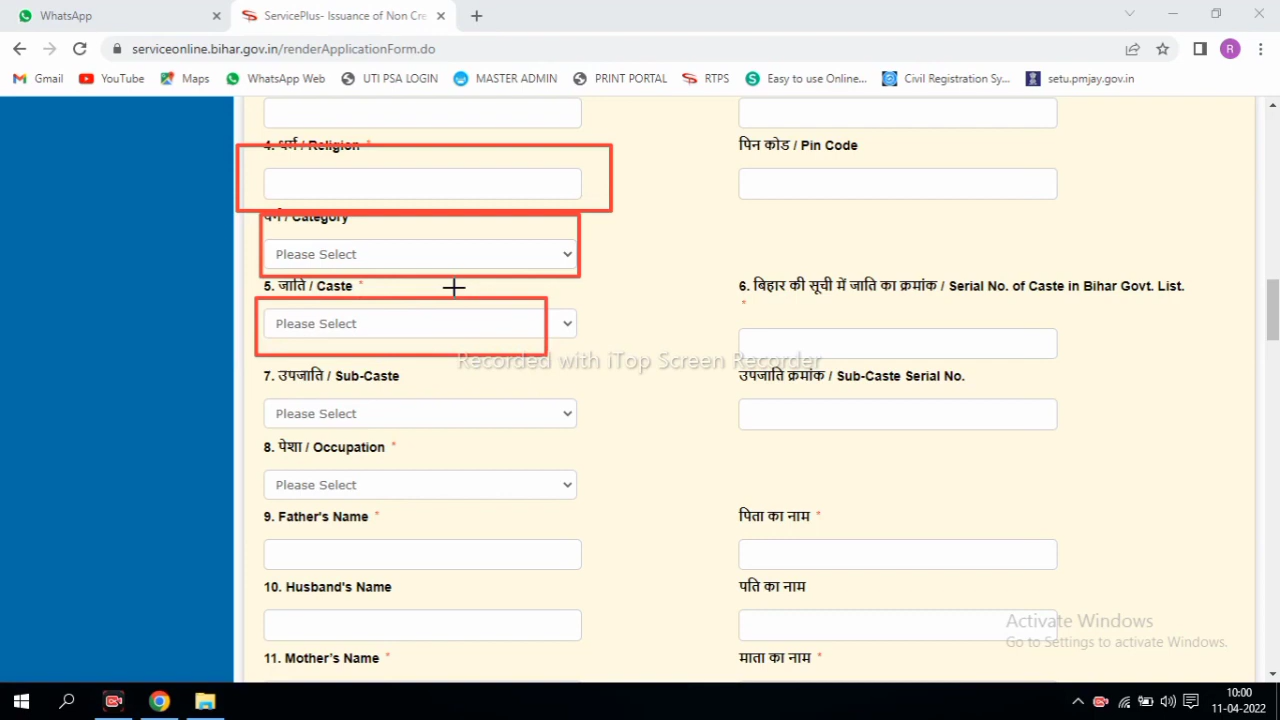 WhatsApp
ServicePlus- Issuance of Non Cre
serviceonline.bihar.gov.in/renderApplicationForm.do
R
Gmail YouTube Maps WhatsApp Web UTI PSA LOGIN MASTER ADMIN PRINT PORTAL RTPS Easy to use Online... Civil Registration Sy... setu.pmjay.gov.in
4. धर्म / Religion *
पिन कोड / Pin Code
वर्ग / Category
Please Select
5. जाति / Caste *
6. बिहार की सूची में जाति का क्रमांक / Serial No. of Caste in Bihar Govt. List.
*
Please Select
Recorded with iTop Screen Recorder
7. उपजाति / Sub-Caste
उपजाति क्रमांक / Sub-Caste Serial No.
Please Select
8. पेशा / Occupation *
Please Select
9. Father's Name *
पिता का नाम *
10. Husband's Name
पति का नाम
Activate Windows
Go to Settings to activate Windows.
11. Mother's Name *
माता का नाम *
10:00
11-04-2022